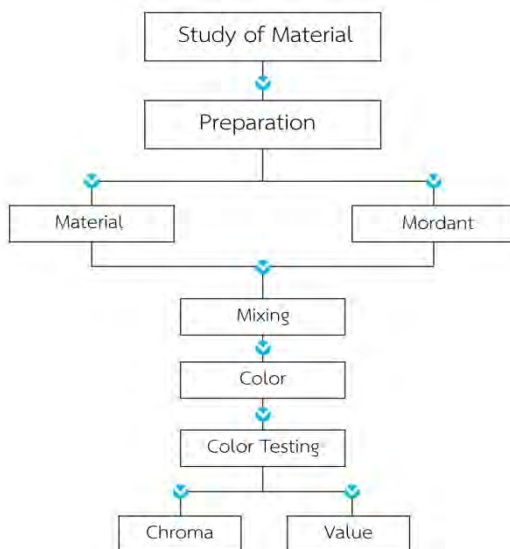 Study of Material
Preparation
Material
Mordant
Mixing
Color
Color Testing
Chroma
Value